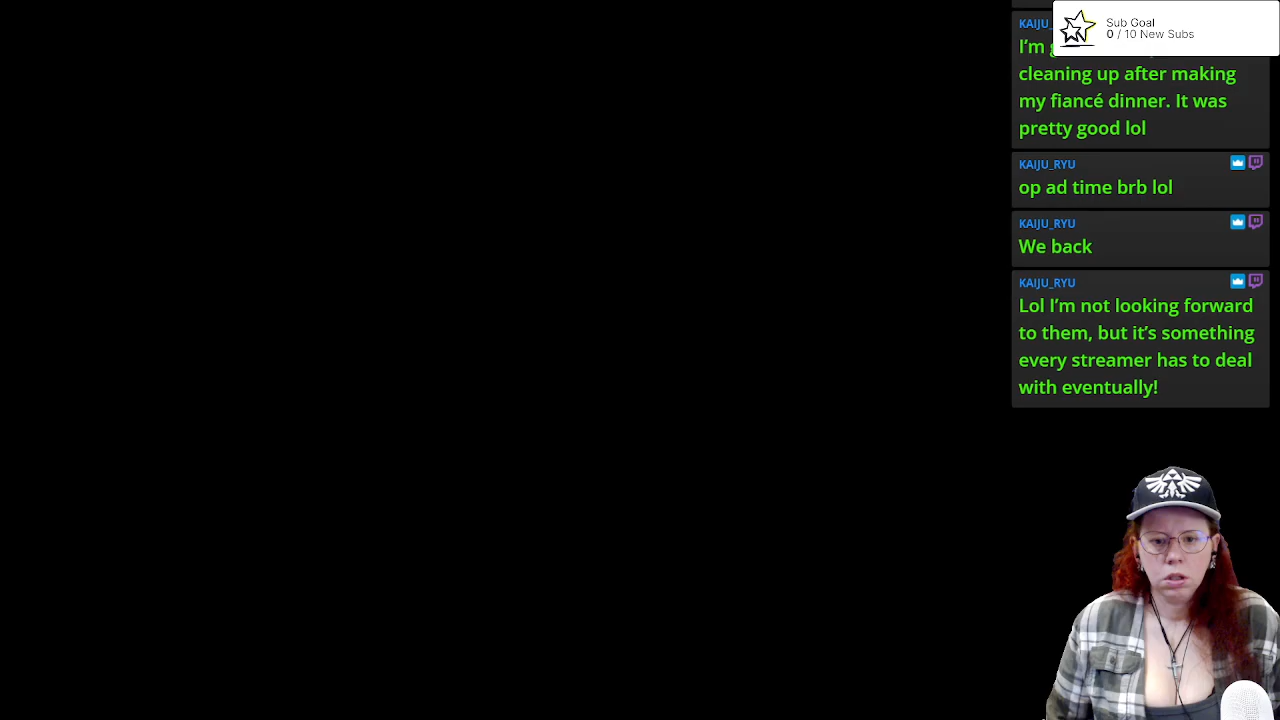 Sub Goal
0 / 10 New Subs
KAIJU_
I’m
cleaning up after making
my fiancé dinner. It was
pretty good lol
KAIJU_RYU
op ad time brb lol
KAIJU_RYU
We back
KAIJU_RYU
Lol I’m not looking forward
to them, but it’s something
every streamer has to deal
with eventually!